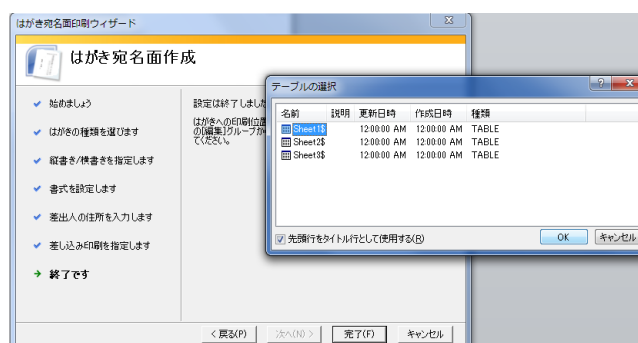 はがき宛名面印刷ウィザード
はがき宛名面作成
始めましょう
はがきの種類を選びます
縦書き/横書きを指定します
書式を設定します
差出人の住所を入力します
差し込み印刷を指定します
終了です
設定は終了しました
はがきへの印刷位置
の[編集]グループか
てください。
< 戻る(P)
次へ(N) >
完了(F)
キャンセル
テーブルの選択
名前 説明 更新日時 作成日時 種類
Sheet1$ 12:00:00 AM 12:00:00 AM TABLE
Sheet2$ 12:00:00 AM 12:00:00 AM TABLE
Sheet3$ 12:00:00 AM 12:00:00 AM TABLE
先頭行をタイトル行として使用する(R)
OK
キャンセル